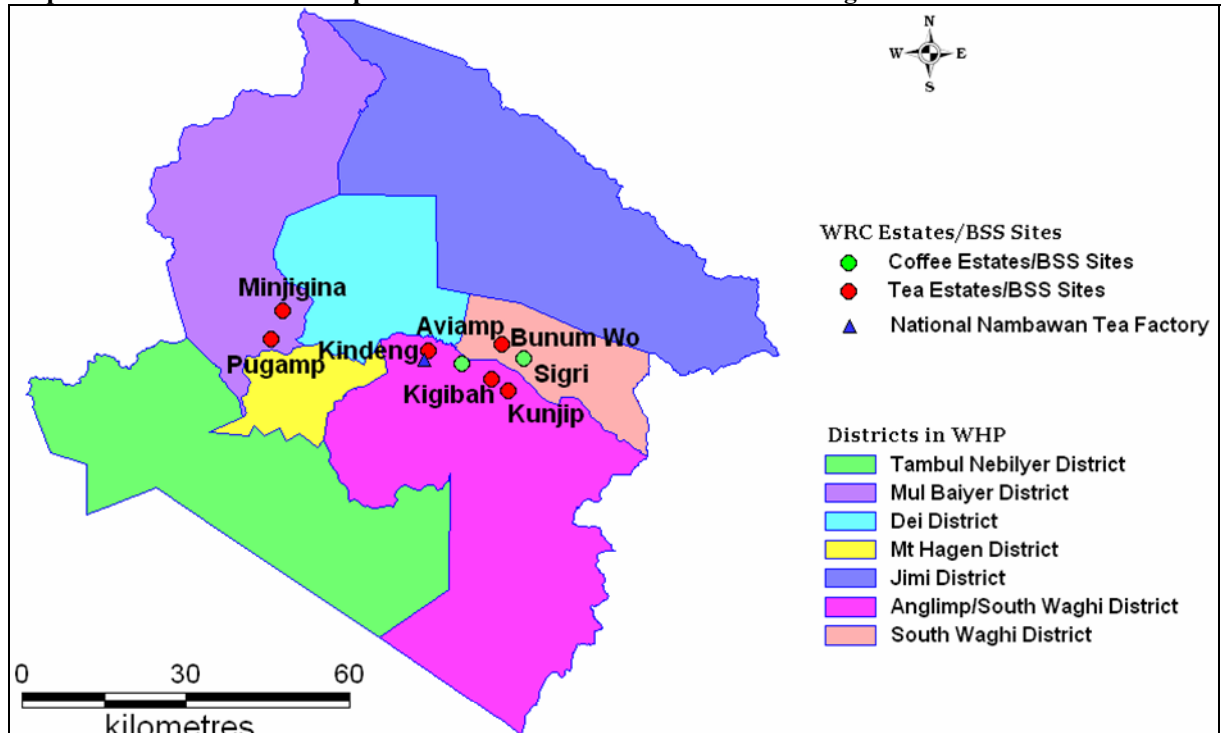 N
W E
S
WRC Estates/BSS Sites
Coffee Estates/BSS Sites
Tea Estates/BSS Sites
National Nambawan Tea Factory
Minjigina
Pugamp
Kindeng
Aviamp
Bunum Wo
Sigri
Kigibah
Kunjip
Districts in WHP
Tambul Nebilyer District
Mul Baiyer District
Dei District
Mt Hagen District
Jimi District
Anglimp/South Waghi District
South Waghi District
0 30 60
kilometres